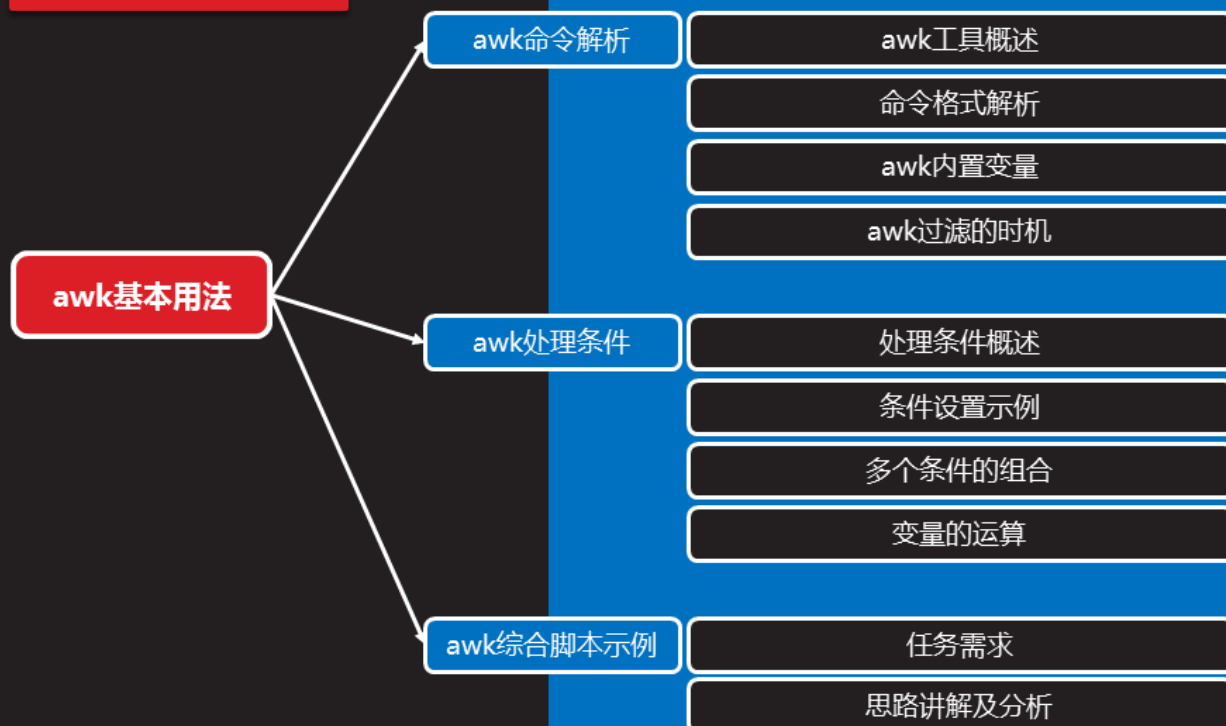 awk基本用法
awk命令解析
awk工具概述
命令格式解析
awk内置变量
awk过滤的时机
awk处理条件
处理条件概述
条件设置示例
多个条件的组合
变量的运算
awk综合脚本示例
任务需求
思路讲解及分析